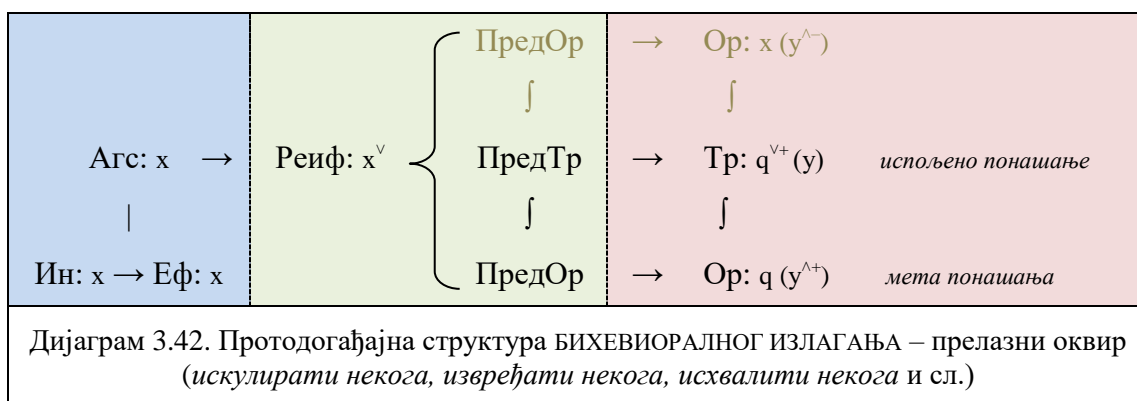 ПредОр → Ор: x (y^–)
∫ ∫
Агс: x → Реиф: x˅ { ПредТр → Тр: q˅⁺ (y) испољено понашање
| ∫ ∫
Ин: x → Еф: x ПредОр → Ор: q (y^⁺) мета понашања
Дијаграм 3.42. Протодогађајна структура БИХЕВИОРАЛНОГ ИЗЛАГАЊА – прелазни оквир
(искулирати некога, извређати некога, исхвалити некога и сл.)